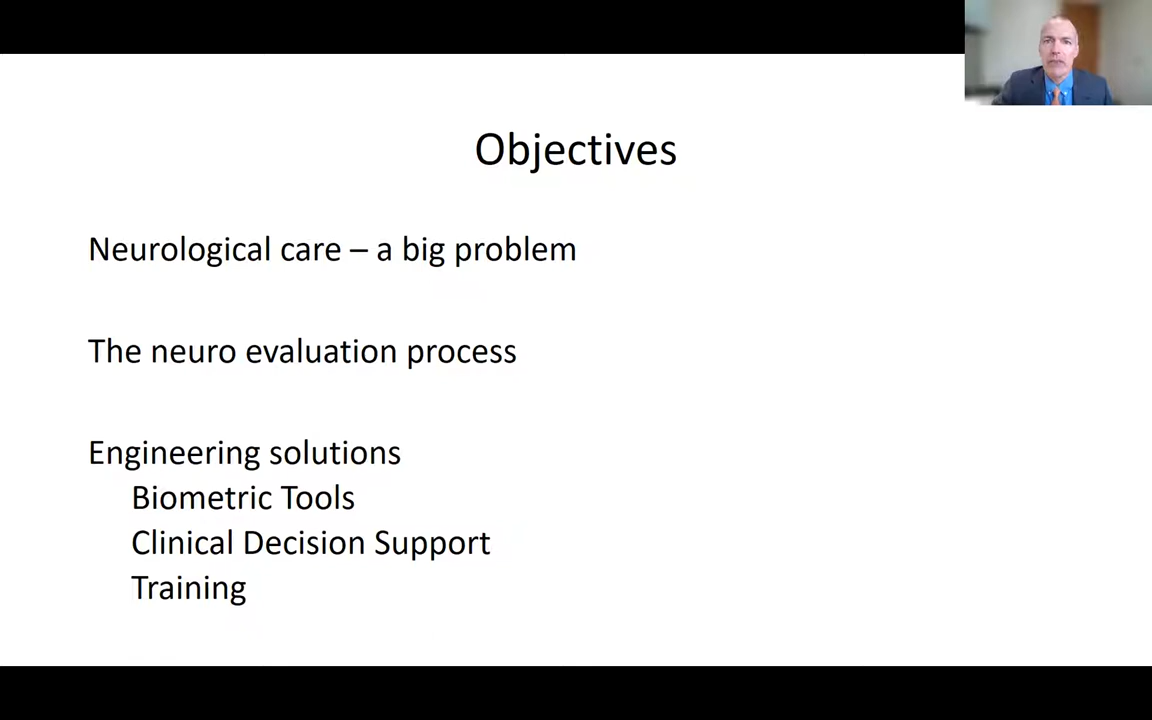 Objectives
Neurological care – a big problem
The neuro evaluation process
Engineering solutions
Biometric Tools
Clinical Decision Support
Training